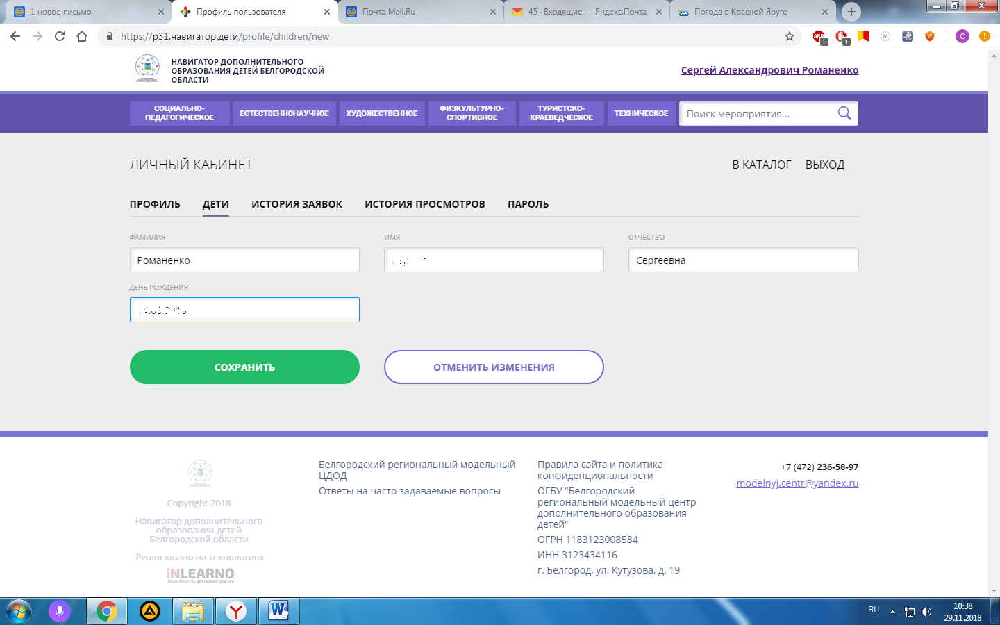 1 новое письмо
Профиль пользователя
Почта Mail.Ru
45 · Входящие — Яндекс.Почта
Погода в Красной Яруге
https://р31.навигатор.дети/profile/children/new
НАВИГАТОР ДОПОЛНИТЕЛЬНОГО
ОБРАЗОВАНИЯ ДЕТЕЙ БЕЛГОРОДСКОЙ
ОБЛАСТИ
Сергей Александрович Романенко
СОЦИАЛЬНО-
ПЕДАГОГИЧЕСКОЕ
ЕСТЕСТВЕННОНАУЧНОЕ
ХУДОЖЕСТВЕННОЕ
ФИЗКУЛЬТУРНО-
СПОРТИВНОЕ
ТУРИСТСКО-
КРАЕВЕДЧЕСКОЕ
ТЕХНИЧЕСКОЕ
Поиск мероприятия...
ЛИЧНЫЙ КАБИНЕТ
В КАТАЛОГ ВЫХОД
ПРОФИЛЬ ДЕТИ ИСТОРИЯ ЗАЯВОК ИСТОРИЯ ПРОСМОТРОВ ПАРОЛЬ
ФАМИЛИЯ
Романенко
ИМЯ
ОТЧЕСТВО
Сергеевна
ДЕНЬ РОЖДЕНИЯ
СОХРАНИТЬ
ОТМЕНИТЬ ИЗМЕНЕНИЯ
Copyright 2018
Навигатор дополнительного
образования детей
Белгородской области
Реализовано на технологиях
INLEARNO
НАВИГАТОР ПО ДЕТСКОМУ ДОСУГУ
Белгородский региональный модельный
ЦДОД
Ответы на часто задаваемые вопросы
Правила сайта и политика
конфиденциональности
ОГБУ "Белгородский
региональный модельный центр
дополнительного образования
детей"
ОГРН 1183123008584
ИНН 3123434116
г. Белгород, ул. Кутузова, д. 19
+7 (472) 236-58-97
modelnyj.centr@yandex.ru
RU
10:38
29.11.2018